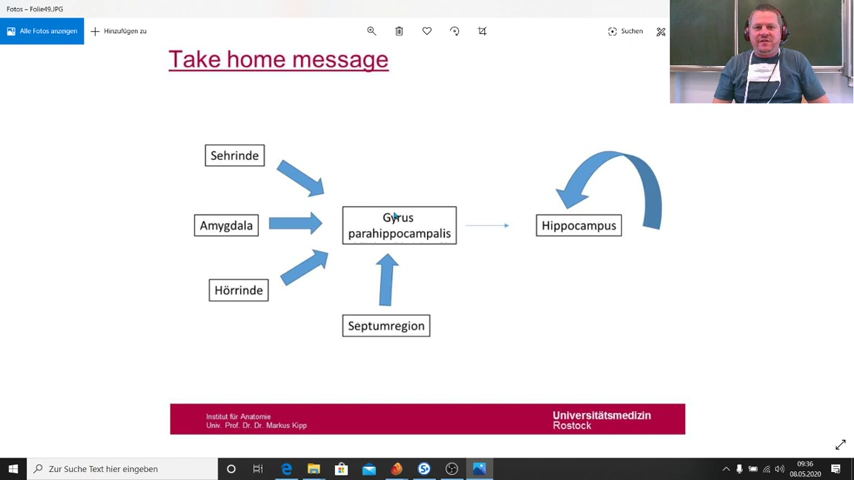 Fotos – Folie49.JPG
Alle Fotos anzeigen
Hinzufügen zu
Suchen
Take home message
Sehrinde
Amygdala
Hörrinde
Gyrus
parahippocampalis
Hippocampus
Septumregion
Institut für Anatomie
Univ. Prof. Dr. Dr. Markus Kipp
Universitätsmedizin
Rostock
Zur Suche Text hier eingeben
09:36
08.05.2020